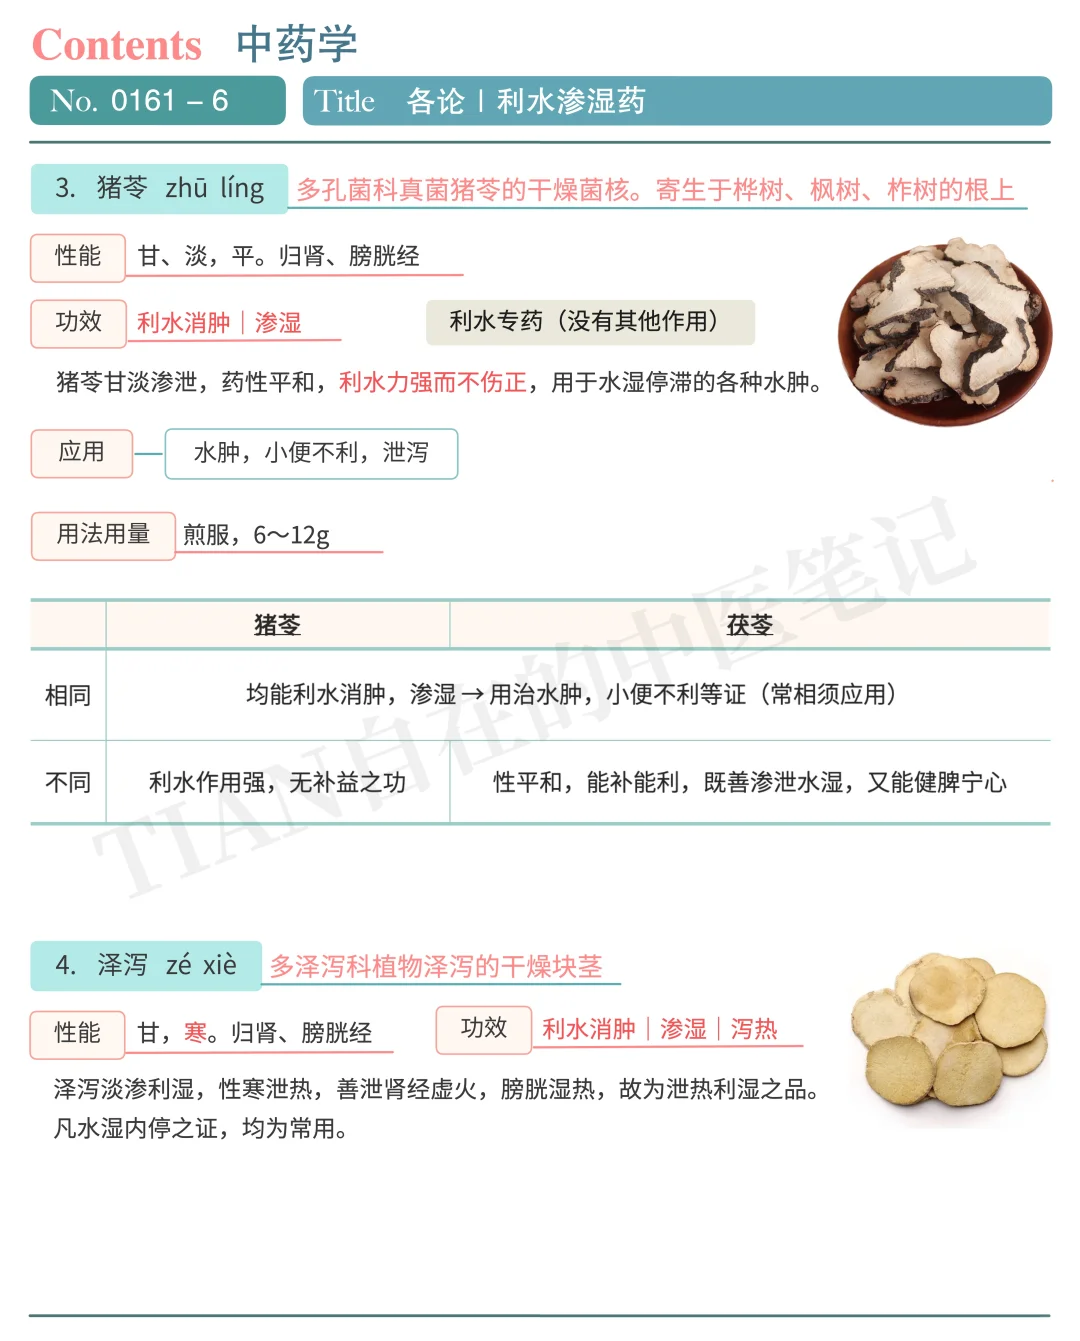 Contents 中药学
No. 0161 – 6 Title 各论 | 利水渗湿药
3. 猪苓 zhū líng 多孔菌科真菌猪苓的干燥菌核。寄生于桦树、枫树、柞树的根上
性能 甘、淡，平。归肾、膀胱经
功效 利水消肿｜渗湿 利水专药（没有其他作用）
猪苓甘淡渗泄，药性平和，利水力强而不伤正，用于水湿停滞的各种水肿。
应用 水肿，小便不利，泄泻
用法用量 煎服，6～12g
猪苓 茯苓
相同 均能利水消肿，渗湿→用治水肿，小便不利等证（常相须应用）
不同 利水作用强，无补益之功 性平和，能补能利，既善渗泄水湿，又能健脾宁心
TIAN自在的中医笔记
4. 泽泻 zé xiè 多泽泻科植物泽泻的干燥块茎
性能 甘，寒。归肾、膀胱经 功效 利水消肿｜渗湿｜泻热
泽泻淡渗利湿，性寒泄热，善泄肾经虚火，膀胱湿热，故为泄热利湿之品。
凡水湿内停之证，均为常用。